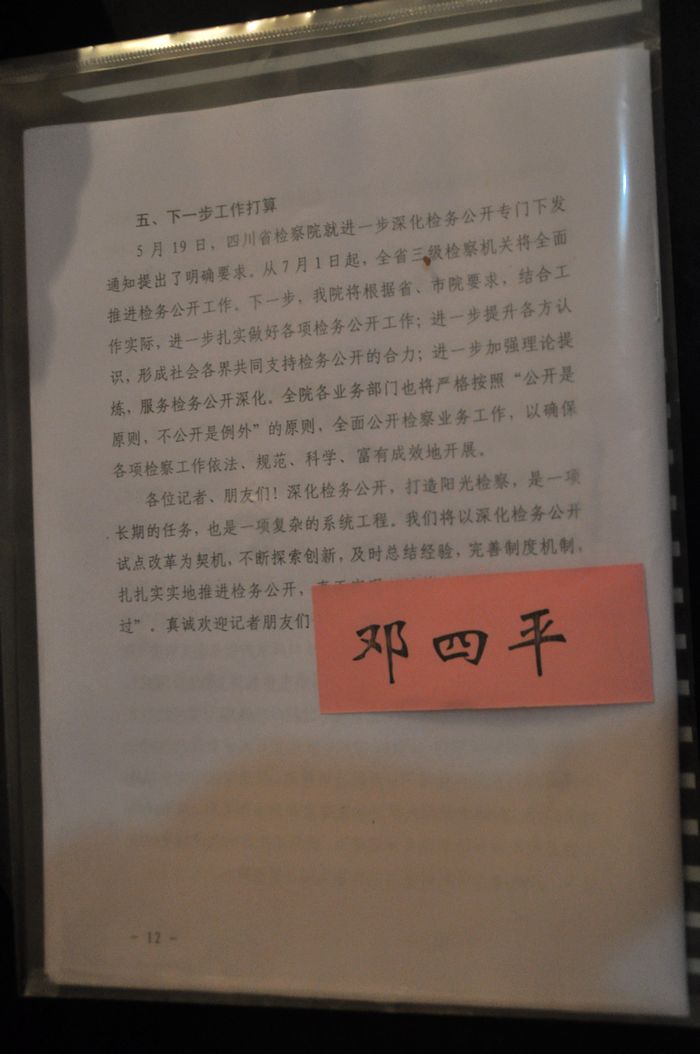 五、下一步工作打算
5月19日，四川省检察院就进一步深化检务公开专门下发
通知提出了明确要求。从7月1日起，全省三级检察机关将全面
推进检务公开工作。下一步，我院将根据省、市院要求，结合工
作实际，进一步扎实做好各项检务公开工作；进一步提升各方认
识，形成社会各界共同支持检务公开的合力；进一步加强理论提
炼，服务检务公开深化。全院各业务部门也将严格按照“公开是
原则，不公开是例外”的原则，全面公开检察业务工作，以确保
各项检察工作依法、规范、科学、富有成效地开展。
各位记者、朋友们！深化检务公开，打造阳光检察，是一项
长期的任务，也是一项复杂的系统工程。我们将以深化检务公开
试点改革为契机，不断探索创新，及时总结经验，完善制度机制，
扎扎实实地推进检务公开，
过”。真诚欢迎记者朋友们
邓四平
- 12 -